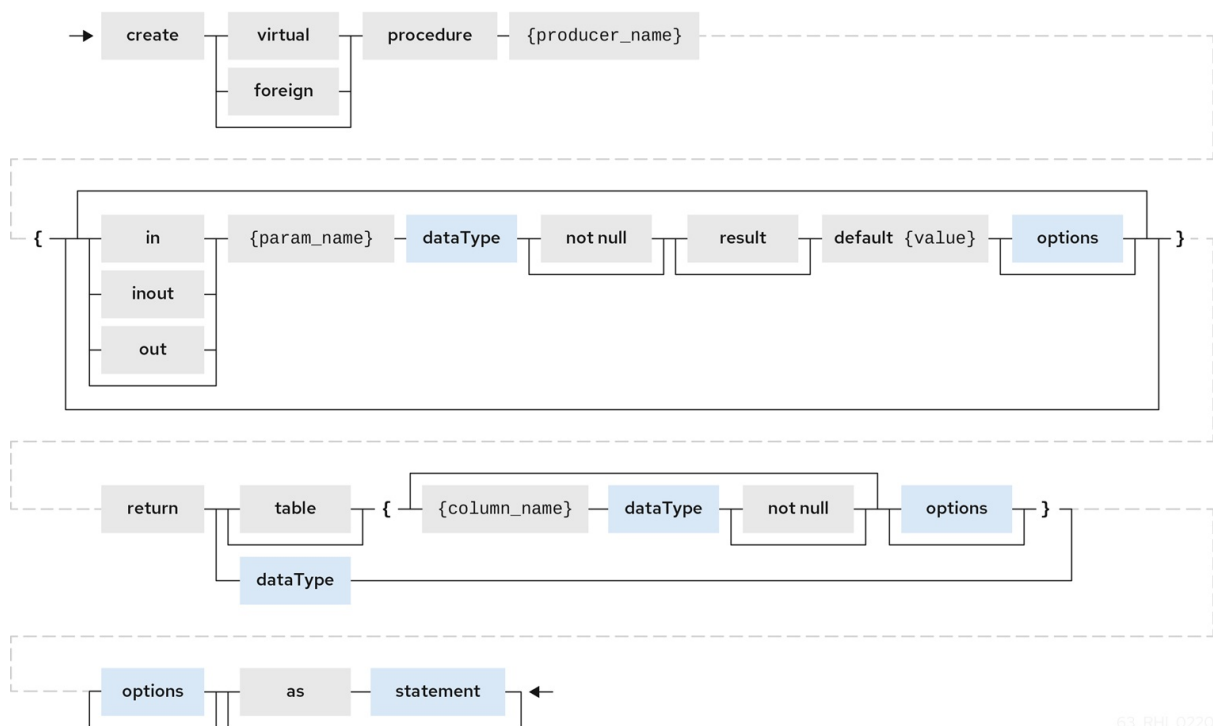 create virtual procedure {producer_name}
foreign
{ in {param_name} dataType not null result default {value} options }
inout
out
return table { {column_name} dataType not null options }
dataType
options as statement
63_RHI_0220